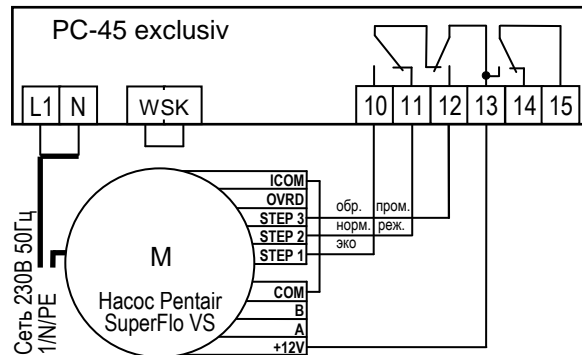 PC-45 exclusiv
L1 N WSK 10 11 12 13 14 15
ICOM
OVRD
обр. пром.
STEP 3
норм. реж.
STEP 2
эко
STEP 1
M
Насос Pentair
SuperFlo VS
COM
B
A
+12V
Сеть 230В 50Гц
1/N/PE